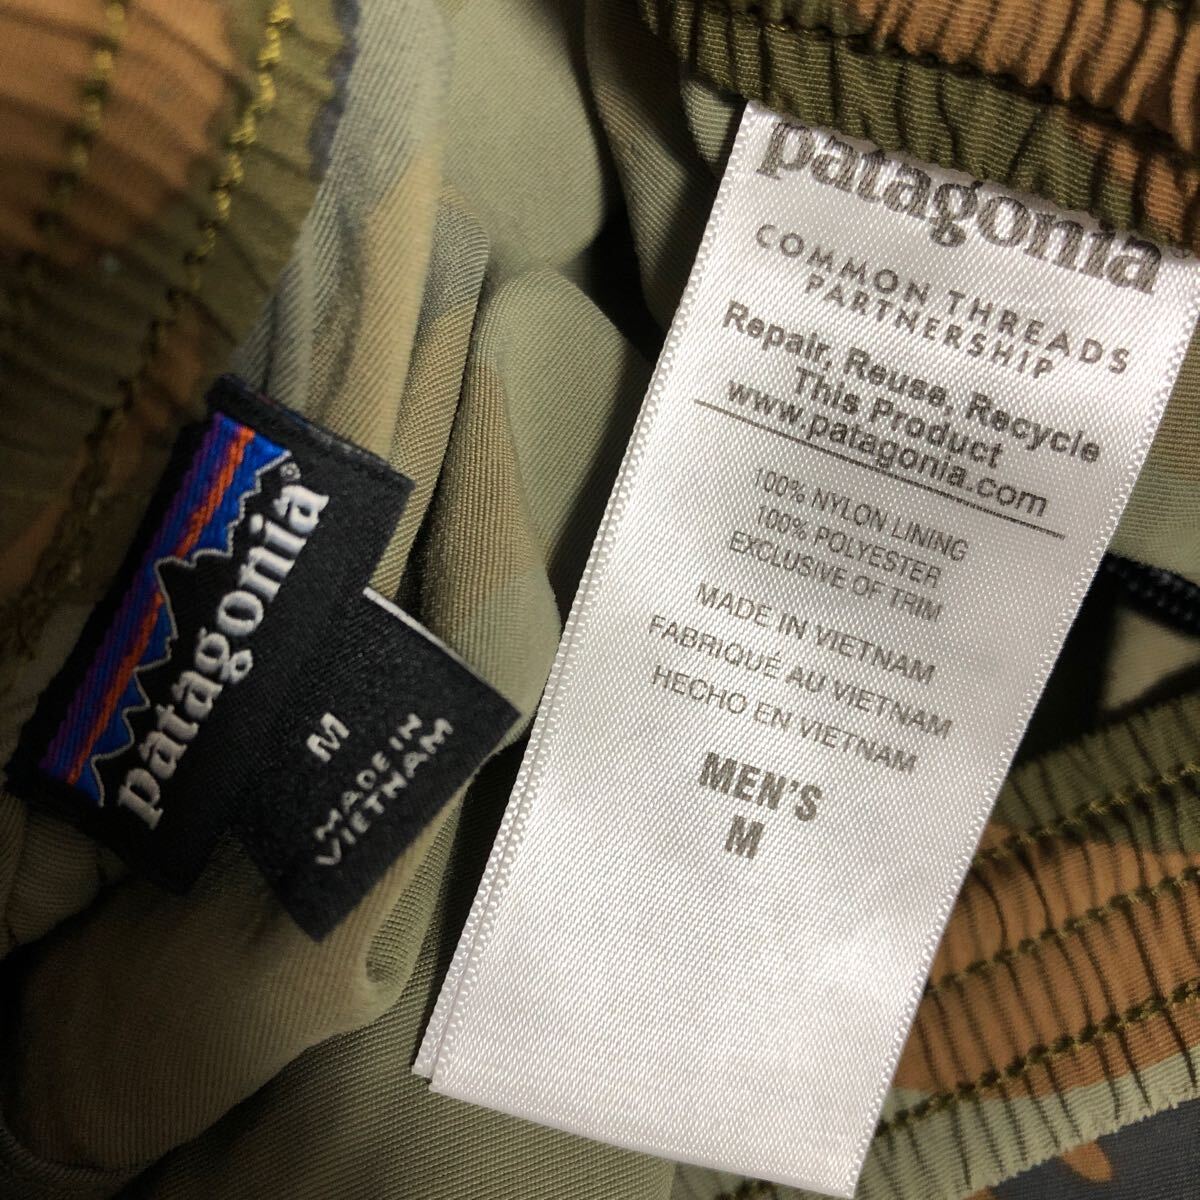 patagonia®
M
MADE IN
VIETNAM
patagonia®
COMMON THREADS
PARTNERSHIP
Repair, Reuse, Recycle
This Product
www.patagonia.com
100% NYLON LINING
100% POLYESTER
EXCLUSIVE OF TRIM
MADE IN VIETNAM
FABRIQUÉ AU VIETNAM
HECHO EN VIETNAM
MEN'S
M